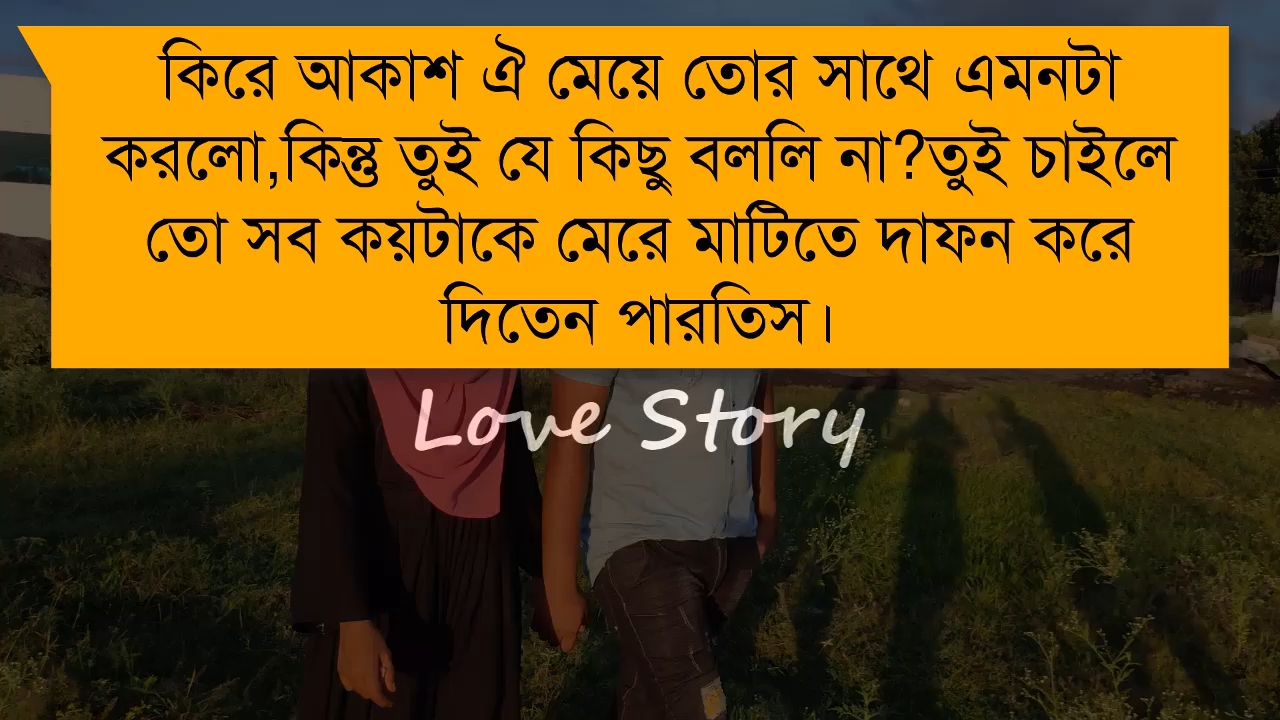 কিরে আকাশ ঐ মেয়ে তোর সাথে এমনটা
করলো,কিন্তু তুই যে কিছু বললি না?তুই চাইলে
তো সব কয়টাকে মেরে মাটিতে দাফন করে
দিতেন পারতিস।
Love Story